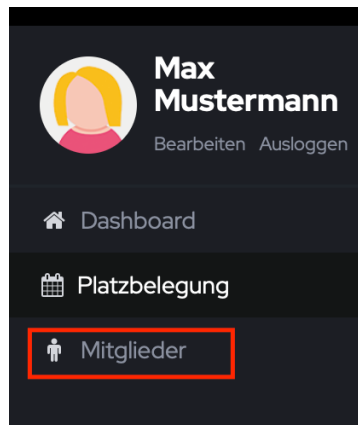 Max
Mustermann
Bearbeiten Ausloggen
Dashboard
Platzbelegung
Mitglieder